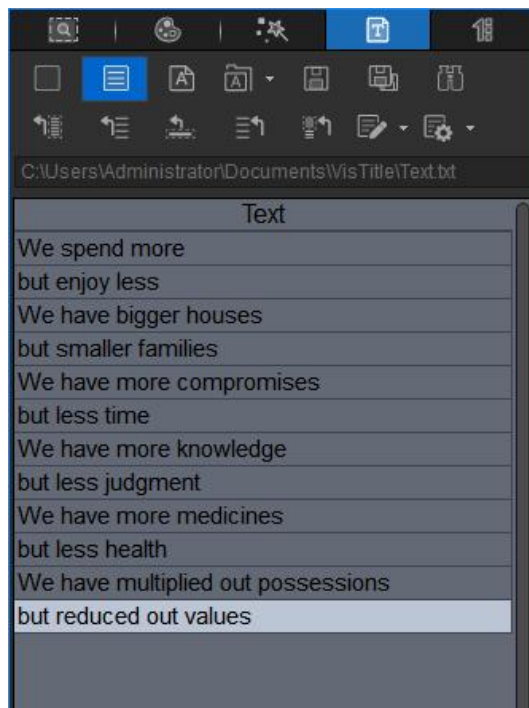 C:\Users\Administrator\Documents\VisTitle\Text.txt
Text
We spend more
but enjoy less
We have bigger houses
but smaller families
We have more compromises
but less time
We have more knowledge
but less judgment
We have more medicines
but less health
We have multiplied out possessions
but reduced out values